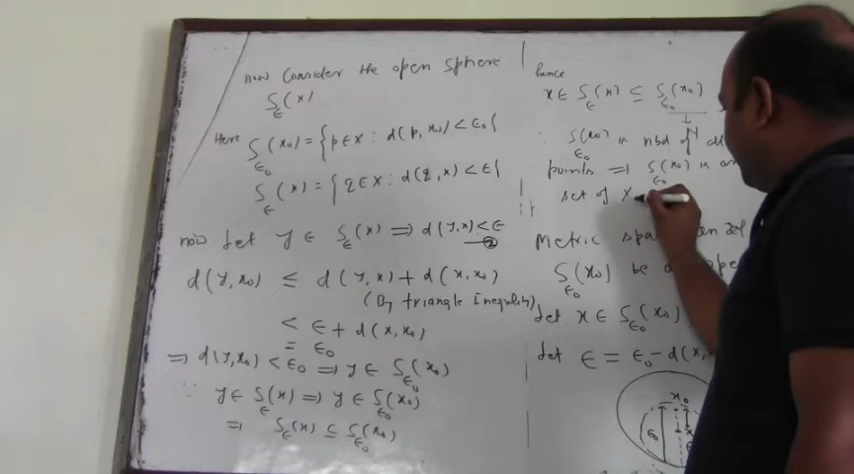 now Consider the open sphere
S_ϵ(x)
Here S_ϵ₀(x₀) = { p ∈ X : d(p, x₀) < ϵ₀ {
S_ϵ(x) = { q ∈ X : d(q, x) < ϵ {
now let y ∈ S_ϵ(x) ⟹ d(y,x) < ϵ
②
d(y, x₀) ≤ d(y, x) + d(x, x₀)
(By triangle Inequlity)
< ϵ + d(x, x₀)
= ϵ₀
⟹ d(y, x₀) < ϵ₀ ⟹ y ∈ S_ϵ₀(x₀)
∵ y ∈ S_ϵ(x) ⟹ y ∈ S_ϵ₀(x₀)
⟹ S_ϵ(x) ⊆ S_ϵ₀(x₀)
hence
x ∈ S_ϵ(x) ⊆ S_ϵ₀(x₀)
∵ S_ϵ₀(x₀) is nbd of
points ⟹ S_ϵ₀(x₀) is
set of X
Metric
S_ϵ₀(x₀) be
let x ∈ S_ϵ₀(x₀)
let ϵ = ϵ₀ - d(x,
x₀
ϵ₀